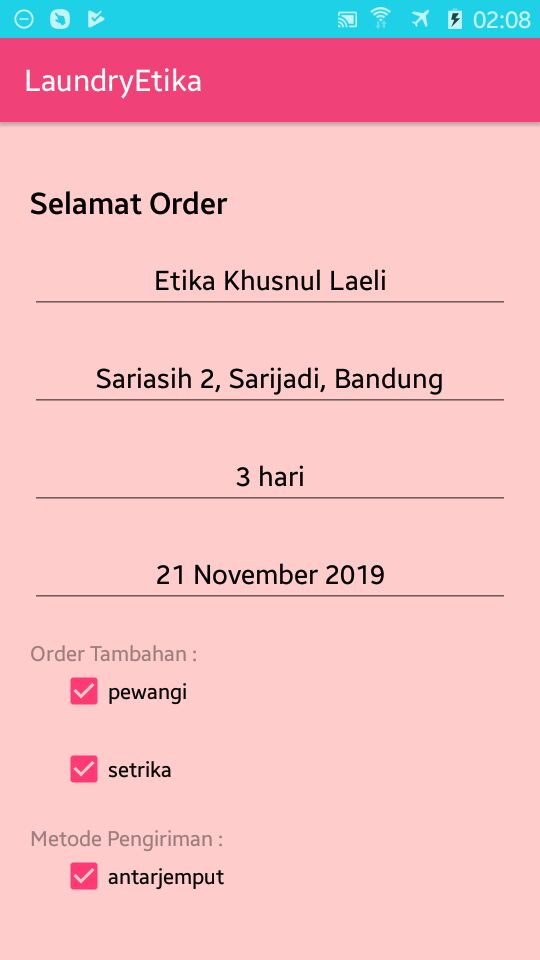 02:08
LaundryEtika
Selamat Order
Etika Khusnul Laeli
Sariasih 2, Sarijadi, Bandung
3 hari
21 November 2019
Order Tambahan :
pewangi
setrika
Metode Pengiriman :
antarjemput